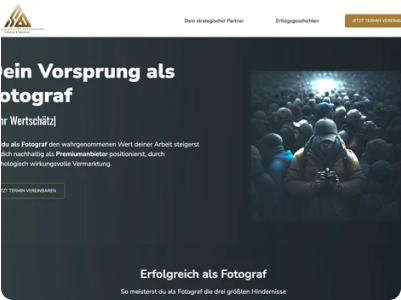 Dein strategischer Partner
Erfolgsgeschichten
JETZT TERMIN VEREINB
Dein Vorsprung als
otograf
hr Wertschätz|
du als Fotograf den wahrgenommenen Wert deiner Arbeit steigerst
dich nachhaltig als Premiumanbieter positionierst, durch
hologisch wirkungsvolle Vermarktung.
TZT TERMIN VEREINBAREN
Erfolgreich als Fotograf
So meisterst du als Fotograf die drei größten Hindernisse